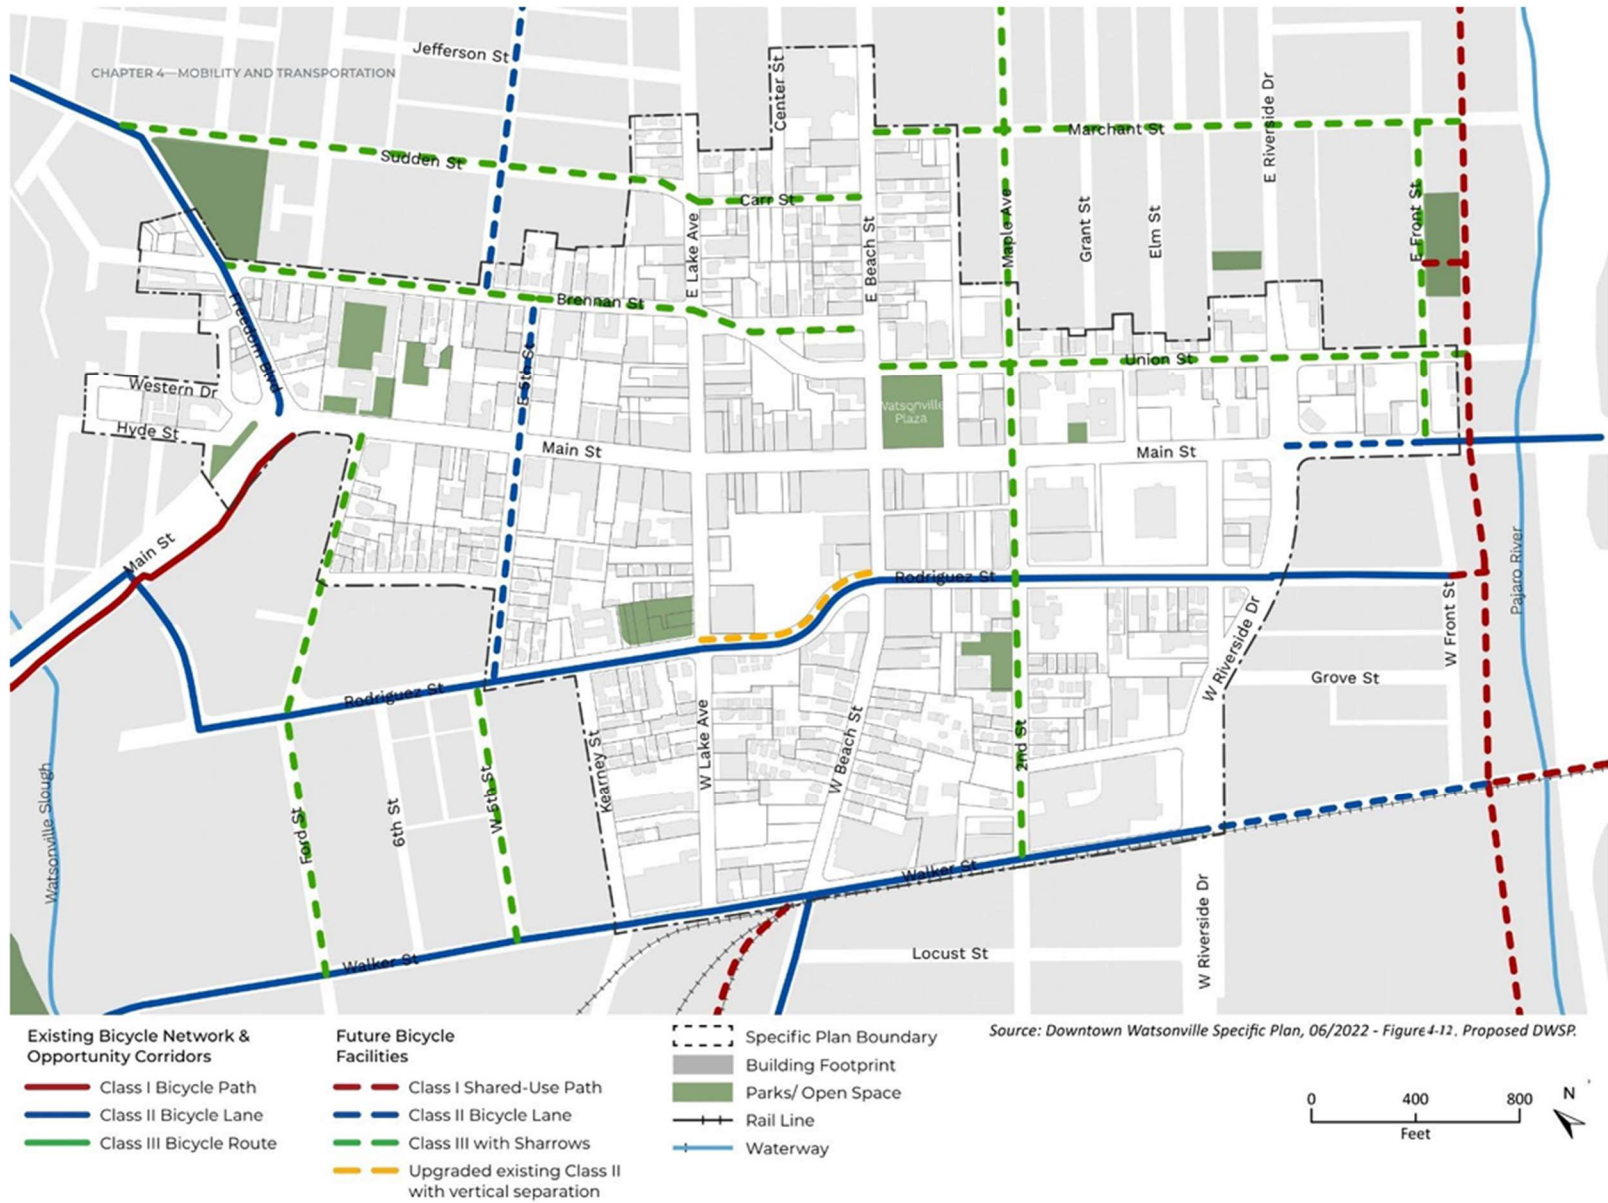 Jefferson St
CHAPTER 4—MOBILITY AND TRANSPORTATION
Center St
E Riverside Dr
Marchant St
Sudden St
Carr St
E Lake Ave
E Beach St
Maple Ave
Grant St
Elm St
E Front St
Brennan St
Freedom Blvd
E 5th St
Union St
Western Dr
Hyde St
Watsonville
Plaza
Main St
Main St
Main St
Rodriguez St
Pajaro River
W Front St
W Riverside Dr
Grove St
Rodriguez St
Kearney St
W Lake Ave
W Beach St
2nd St
Watsonville Slough
Ford St
6th St
W 5th St
Walker St
Walker St
Locust St
W Riverside Dr
Existing Bicycle Network &
Opportunity Corridors
Class I Bicycle Path
Class II Bicycle Lane
Class III Bicycle Route
Future Bicycle
Facilities
Class I Shared-Use Path
Class II Bicycle Lane
Class III with Sharrows
Upgraded existing Class II
with vertical separation
Specific Plan Boundary
Building Footprint
Parks/ Open Space
Rail Line
Waterway
Source: Downtown Watsonville Specific Plan, 06/2022 - Figure 4-12. Proposed DWSP.
0 400 800
Feet
N